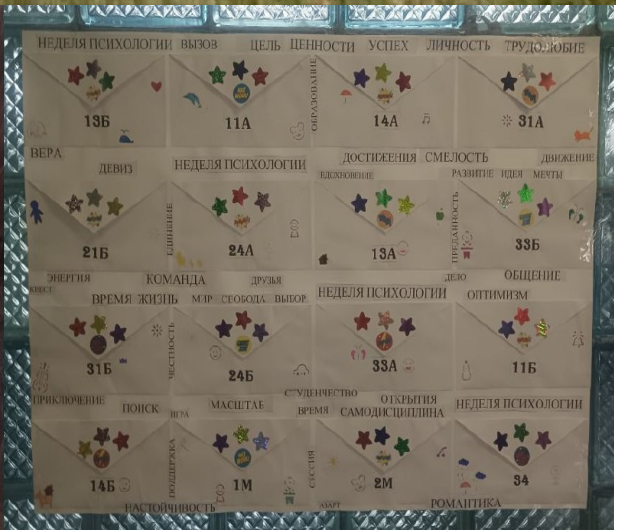 НЕДЕЛЯ ПСИХОЛОГИИ ВЫЗОВ ЦЕЛЬ ЦЕННОСТИ УСПЕХ ЛИЧНОСТЬ ТРУДОЛЮБИЕ
ОБРАЗОВАНИЕ
13Б 11А 14А 31А
ВЕРА ДЕВИЗ НЕДЕЛЯ ПСИХОЛОГИИ ДОСТИЖЕНИЯ СМЕЛОСТЬ ДВИЖЕНИЕ
ВДОХНОВЕНИЕ РАЗВИТИЕ ИДЕЯ МЕЧТЫ
ЕДИНЕНИЕ
ПРЕДАННОСТЬ
21Б 24А 13А 33Б
ЭНЕРГИЯ КОМАНДА ДРУЗЬЯ ДЕЛО ОБЩЕНИЕ
ВМЕСТЕ ВРЕМЯ ЖИЗНЬ МИР СВОБОДА ВЫБОР НЕДЕЛЯ ПСИХОЛОГИИ ОПТИМИЗМ
ЧЕСТНОСТЬ
31Б 24Б 33А 11Б
СТУДЕНЧЕСТВО
ПРИКЛЮЧЕНИЕ ПОИСК ИГРА МАСШТАБ ВРЕМЯ ОТКРЫТИЯ НЕДЕЛЯ ПСИХОЛОГИИ
САМОДИСЦИПЛИНА
ПОДДЕРЖКА
СЕССИЯ
14Б 1М 2М 34
НАСТОЙЧИВОСТЬ АЗАРТ РОМАНТИКА